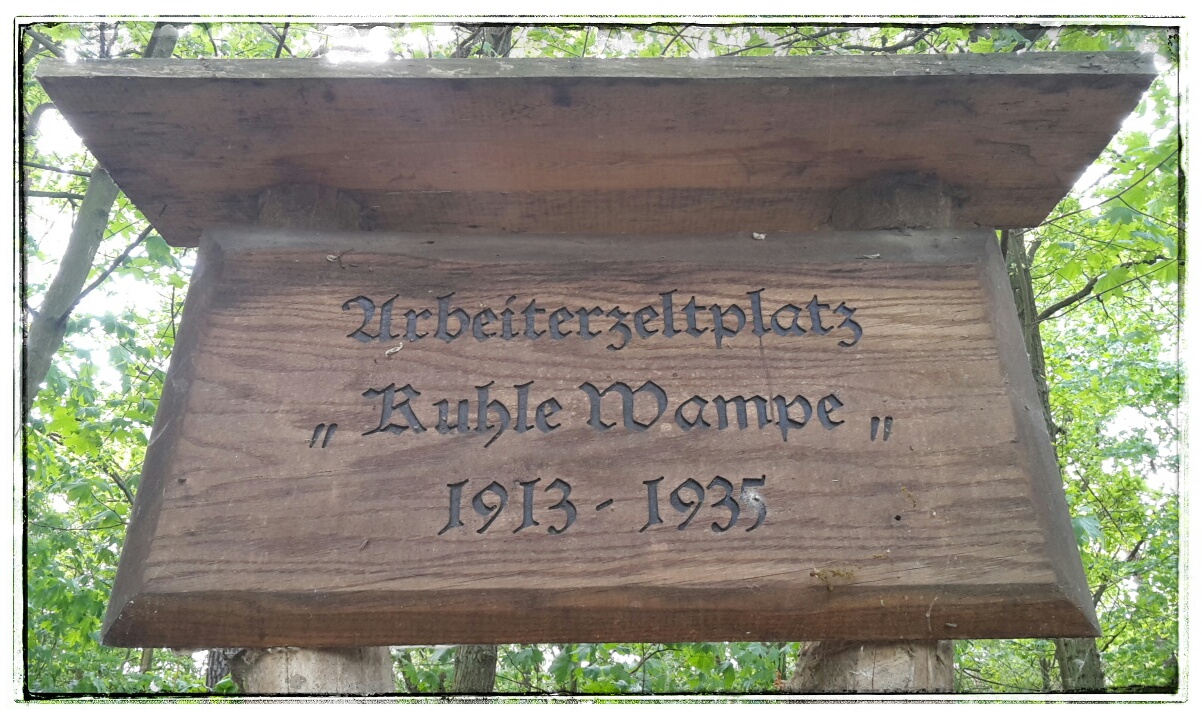 Arbeiterzeltplatz
„ Kuhle Wampe „
1913 - 1935